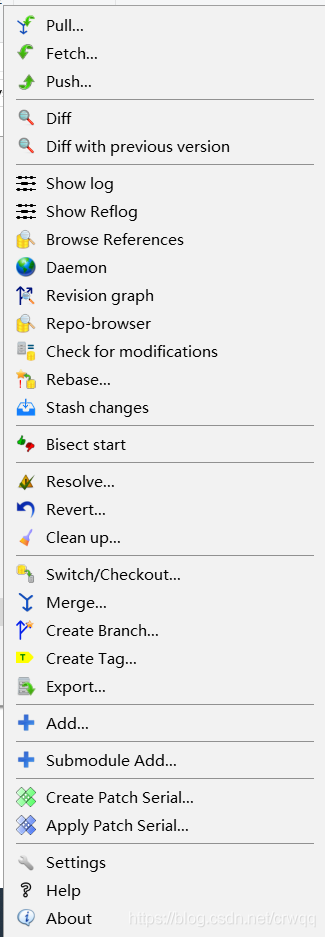 Pull...
Fetch...
Push...
Diff
Diff with previous version
Show log
Show Reflog
Browse References
Daemon
Revision graph
Repo-browser
Check for modifications
Rebase...
Stash changes
Bisect start
Resolve...
Revert...
Clean up...
Switch/Checkout...
Merge...
Create Branch...
Create Tag...
Export...
Add...
Submodule Add...
Create Patch Serial...
Apply Patch Serial...
Settings
Help
About
https://blog.csdn.net/crwqq